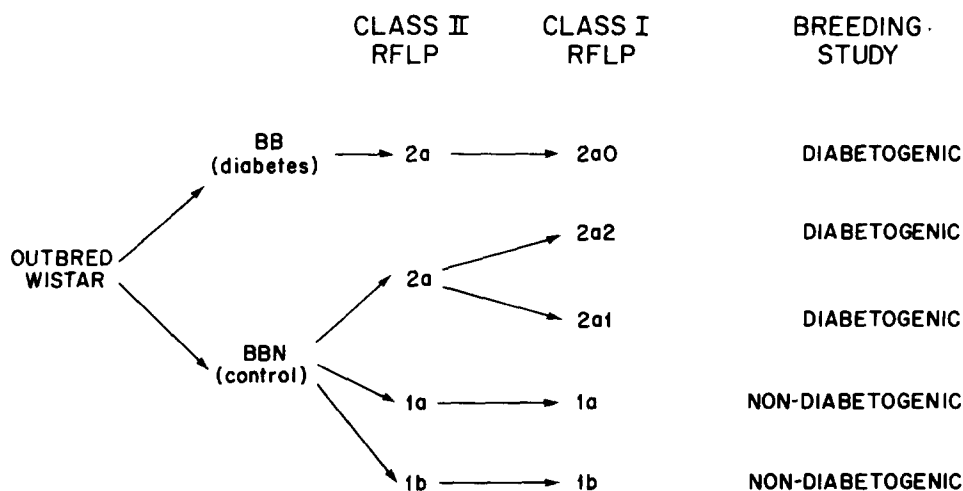 CLASS II CLASS I BREEDING
RFLP RFLP STUDY
BB
(diabetes) 2a 2a0 DIABETOGENIC
2a2 DIABETOGENIC
OUTBRED
WISTAR
2a
2a1 DIABETOGENIC
BBN
(control)
1a 1a NON-DIABETOGENIC
1b 1b NON-DIABETOGENIC